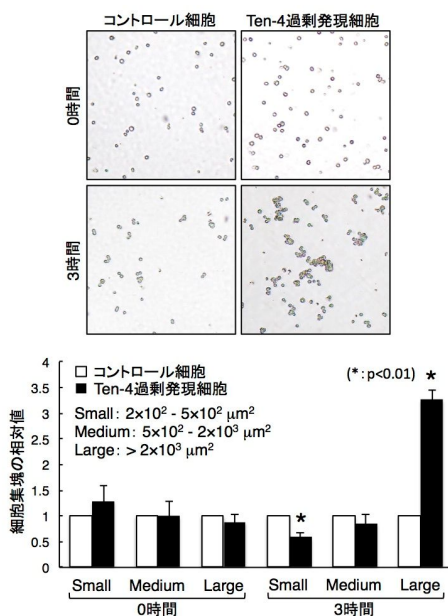 コントロール細胞 Ten-4過剰発現細胞
0時間
3時間
細胞集塊の相対値
4
3.5
3
2.5
2
1.5
1
0.5
0
コントロール細胞
Ten-4過剰発現細胞
(*:p<0.01)
Small: 2×10² - 5×10² μm²
Medium: 5×10² - 2×10³ μm²
Large: > 2×10³ μm²
*
*
Small Medium Large Small Medium Large
0時間 3時間